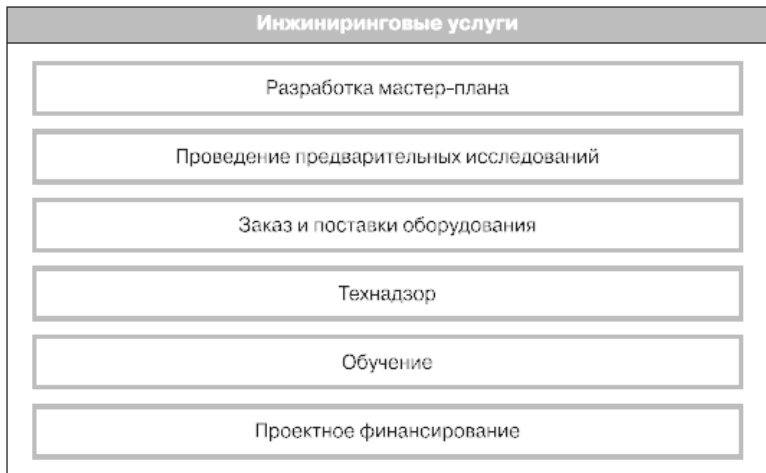 Инжиниринговые услуги
Разработка мастер-плана
Проведение предварительных исследований
Заказ и поставки оборудования
Технадзор
Обучение
Проектное финансирование